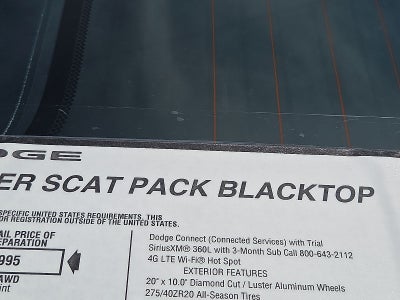 DGE
ER SCAT PACK BLACKTOP
SPECIFIC UNITED STATES REQUIREMENTS. THIS
OR REGISTRATION OUTSIDE OF THE UNITED STATES.
AIL PRICE OF
EPARATION
995
AWD
int
Dodge Connect (Connected Services) with Trial
SiriusXM® 360L with 3-Month Sub Call 800-643-2112
4G LTE Wi-Fi® Hot Spot
EXTERIOR FEATURES
20" x 10.0" Diamond Cut / Luster Aluminum Wheels
275/40ZR20 All-Season Tires